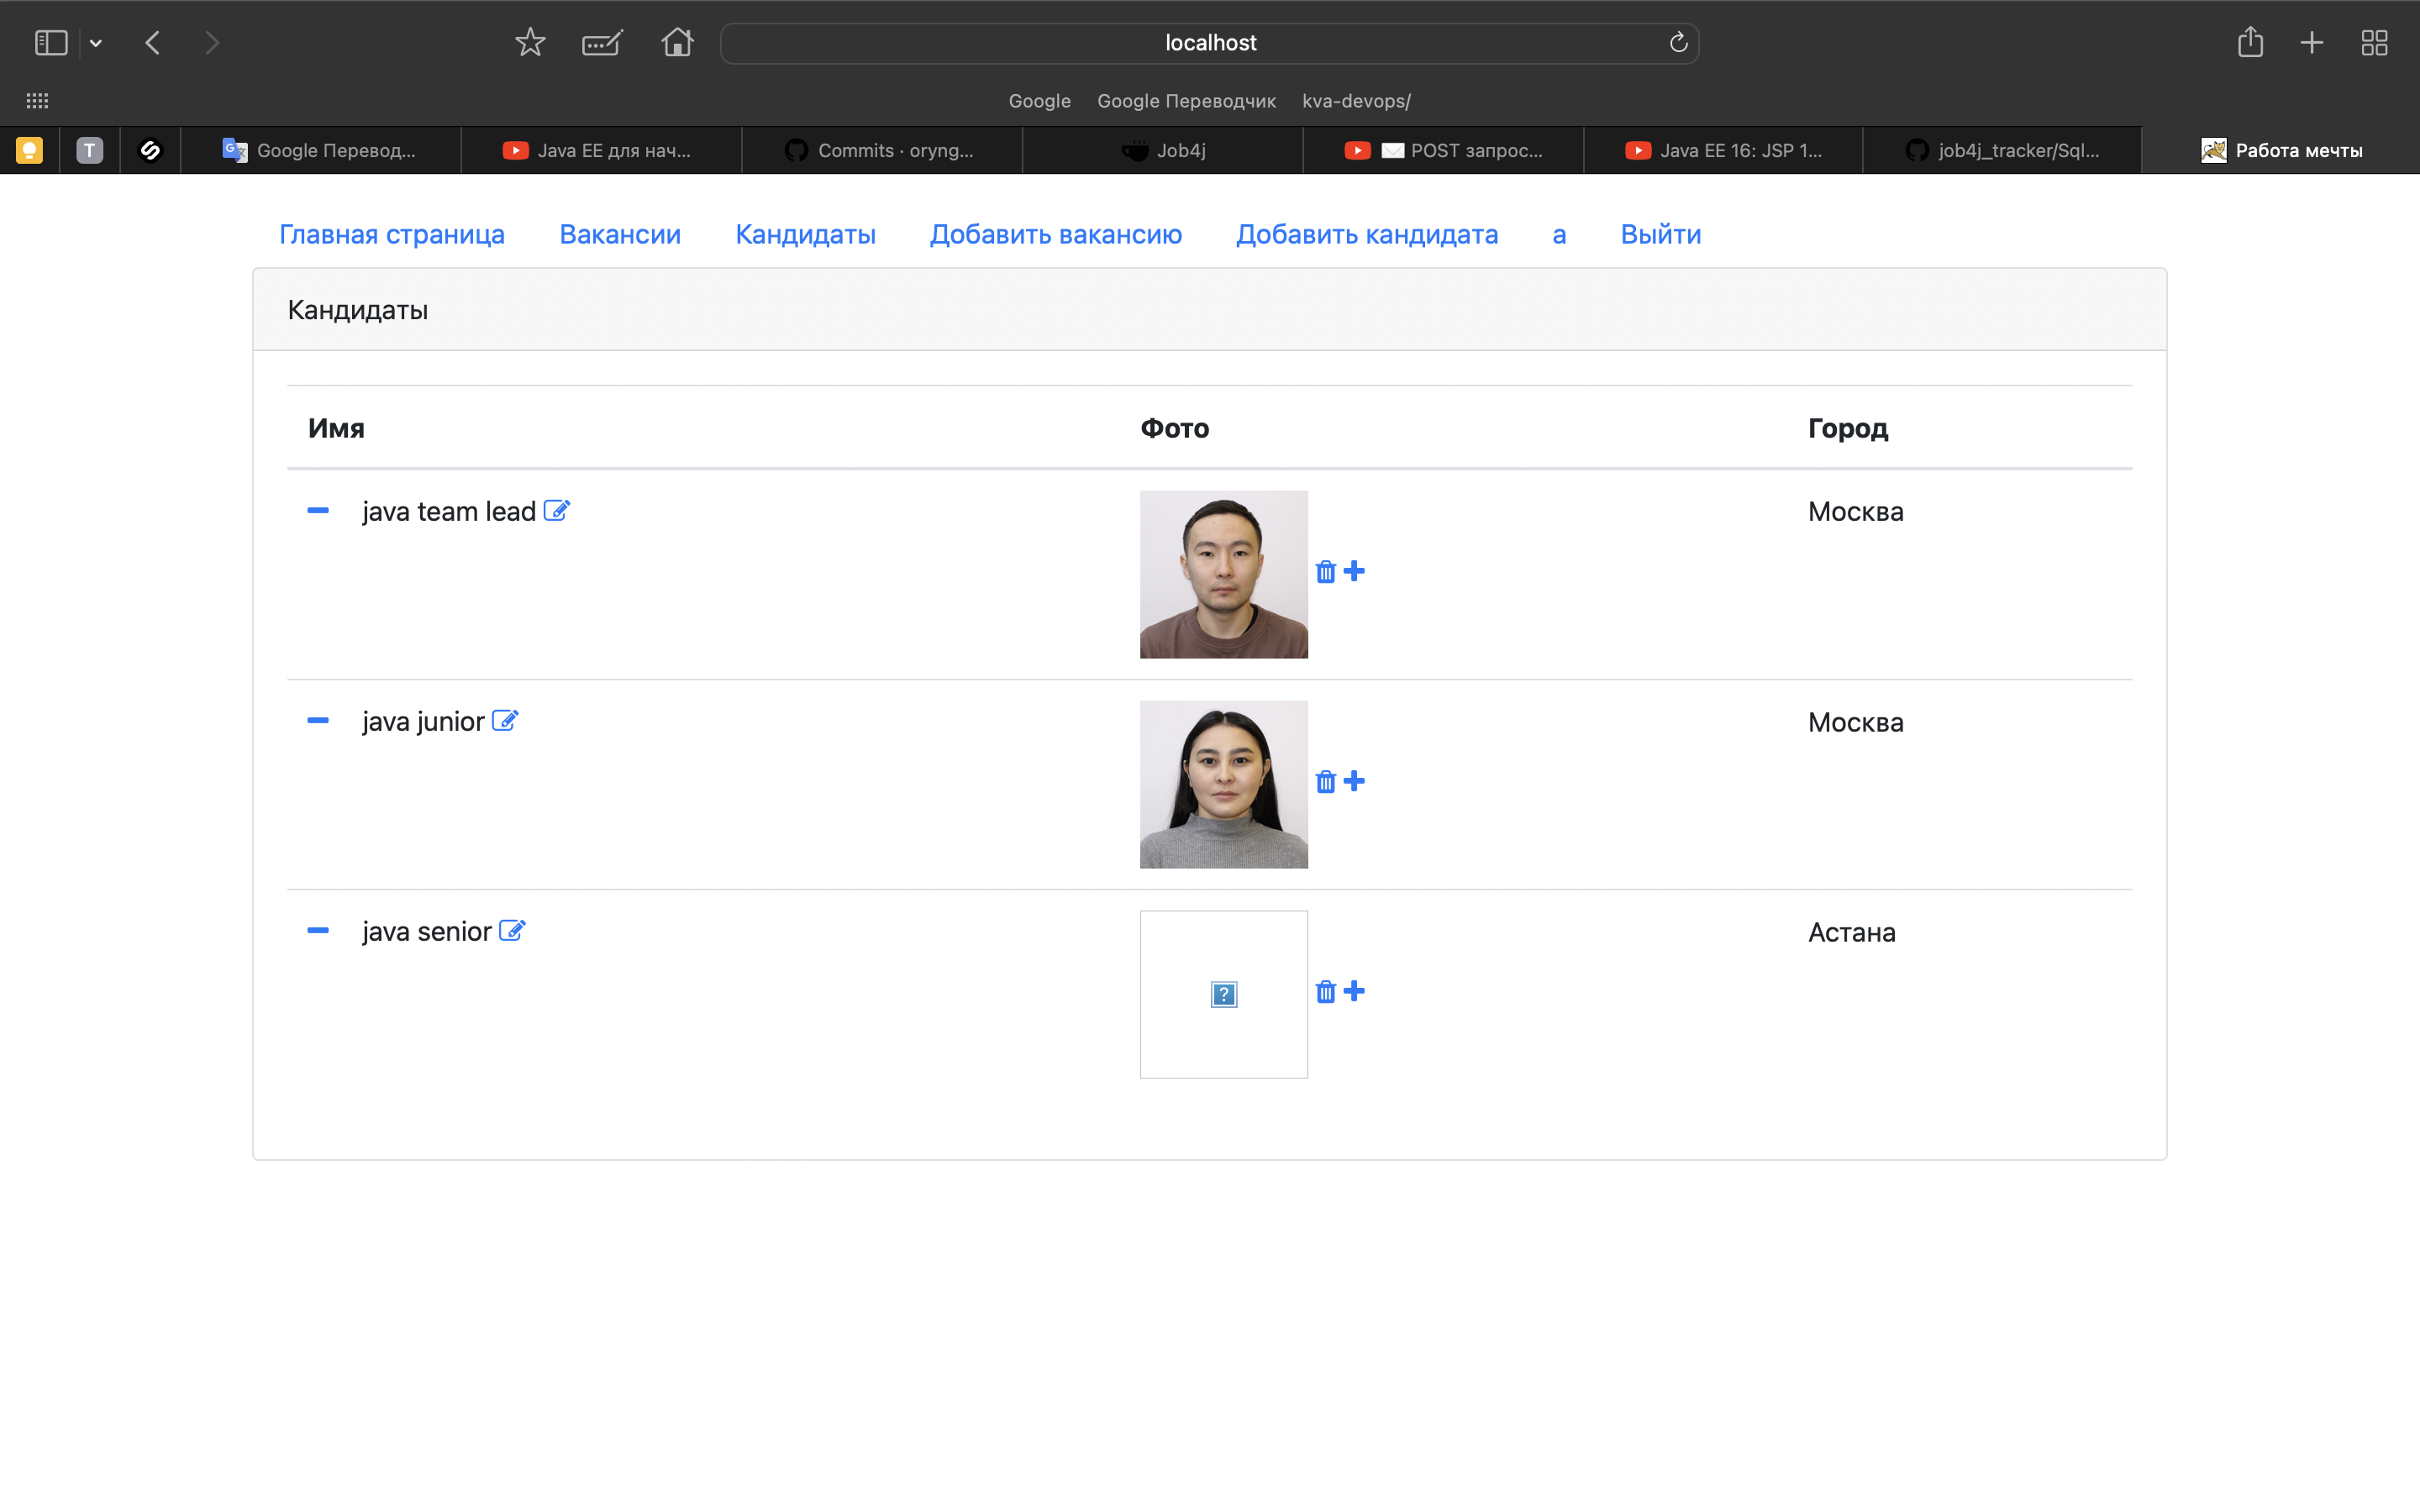 localhost
Google Google Переводчик kva-devops/
T Google Перевод... Java EE для нач... Commits · oryng... Job4j POST запрос... Java EE 16: JSP 1... job4j_tracker/Sql... Работа мечты
Главная страница Вакансии Кандидаты Добавить вакансию Добавить кандидата a Выйти
Кандидаты
Имя Фото Город
java team lead Москва
java junior Москва
java senior Астана